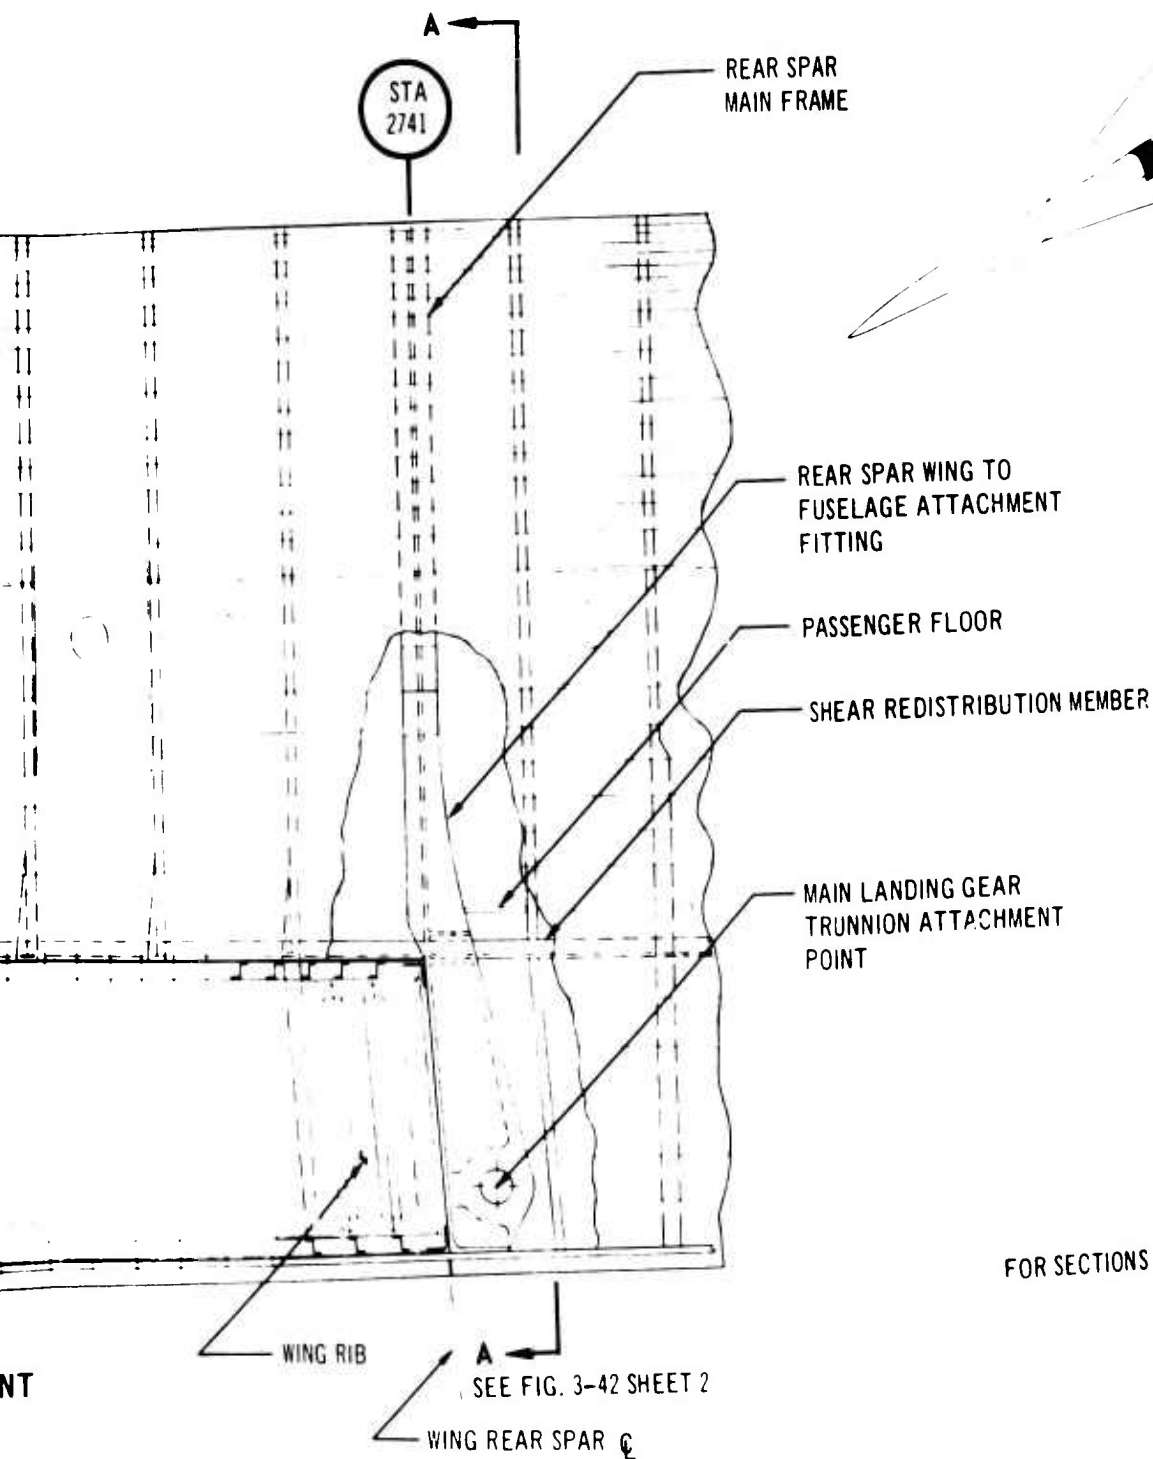 A
STA
2741
REAR SPAR
MAIN FRAME
REAR SPAR WING TO
FUSELAGE ATTACHMENT
FITTING
PASSENGER FLOOR
SHEAR REDISTRIBUTION MEMBER
MAIN LANDING GEAR
TRUNNION ATTACHMENT
POINT
FOR SECTIONS
WING RIB
A
SEE FIG. 3-42 SHEET 2
NT
WING REAR SPAR ℄